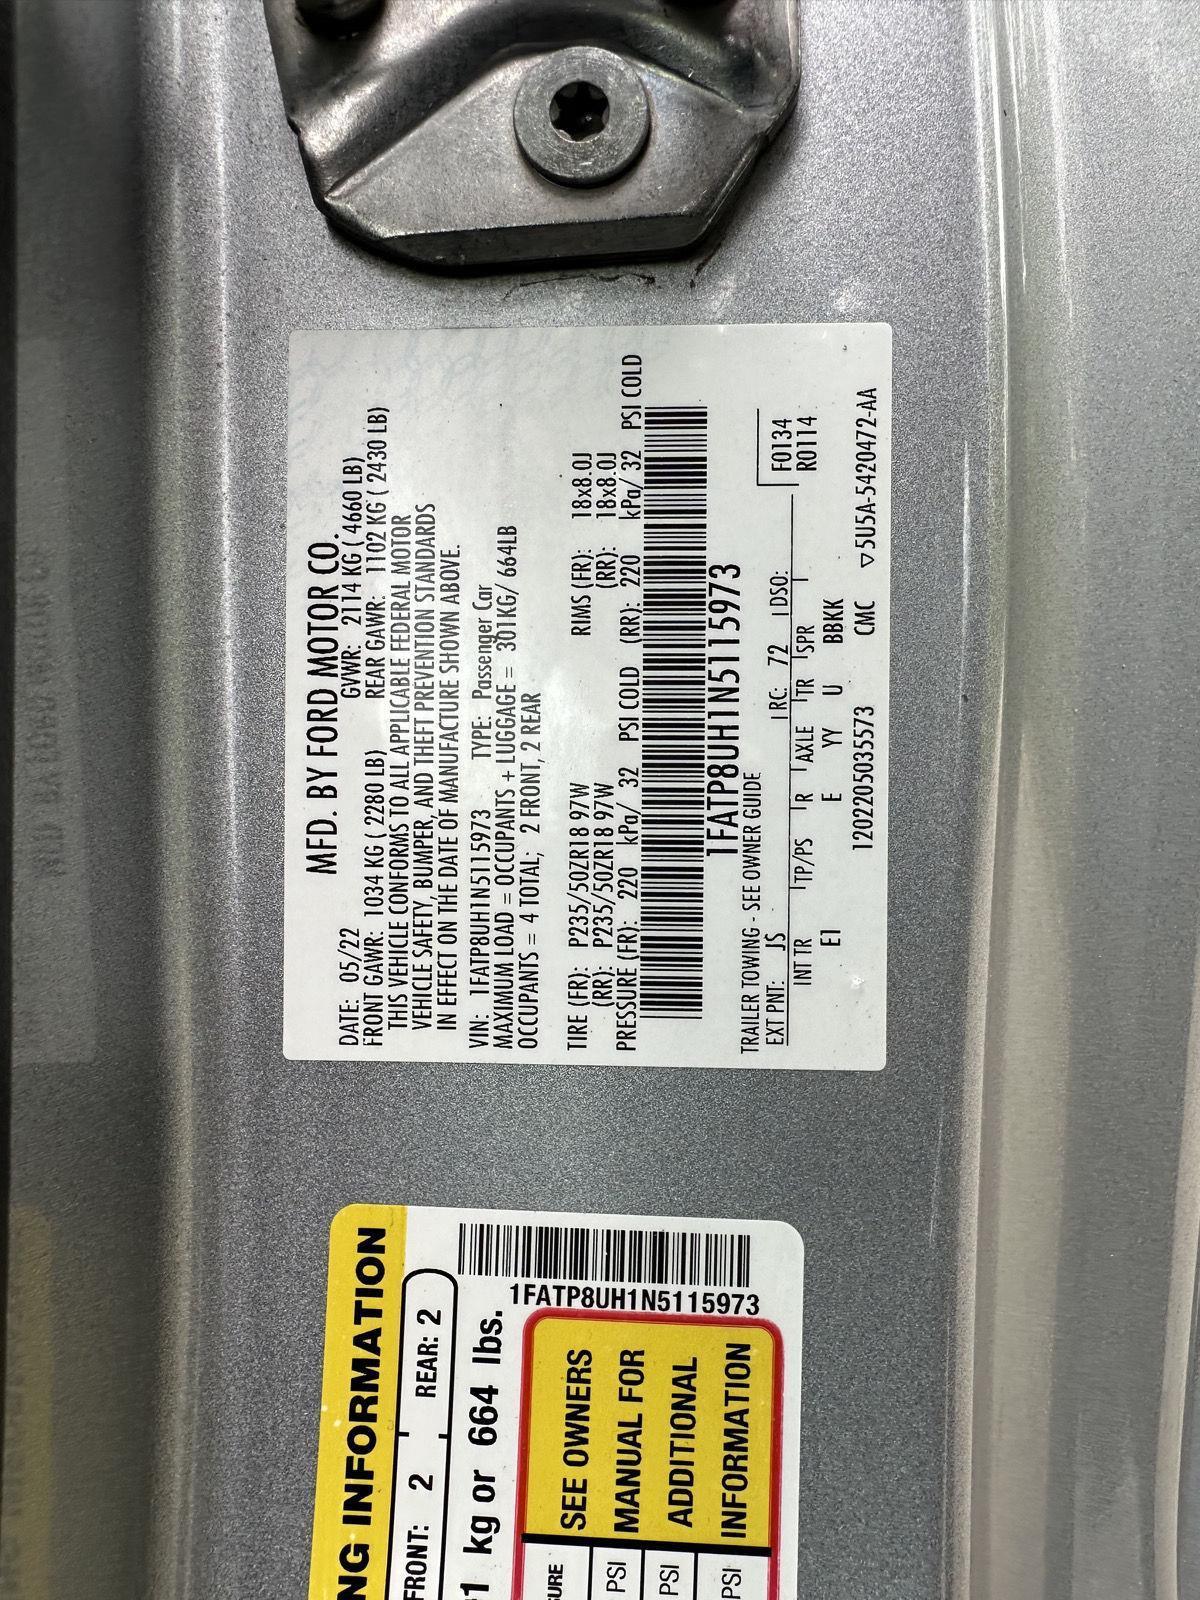 MFD. BY FORD MOTOR CO.
DATE: 05/22 GVWR: 2114 KG ( 4660 LB)
FRONT GAWR: 1034 KG ( 2280 LB) REAR GAWR: 1102 KG ( 2430 LB)
THIS VEHICLE CONFORMS TO ALL APPLICABLE FEDERAL MOTOR
VEHICLE SAFETY, BUMPER, AND THEFT PREVENTION STANDARDS
IN EFFECT ON THE DATE OF MANUFACTURE SHOWN ABOVE.
VIN: 1FATP8UH1N5115973 TYPE: Passenger Car
MAXIMUM LOAD = OCCUPANTS + LUGGAGE = 301KG/ 664LB
OCCUPANTS = 4 TOTAL; 2 FRONT, 2 REAR
TIRE (FR): P235/50ZR18 97W RIMS (FR): 18x8.0J
(RR): P235/50ZR18 97W (RR): 18x8.0J
PRESSURE (FR): 220 kPa/ 32 PSI COLD (RR): 220 kPa/ 32 PSI COLD
1FATP8UH1N5115973
TRAILER TOWING - SEE OWNER GUIDE
EXT PNT: JS RC: 72 DSO: F0134
INT TR TP/PS R AXLE TR SPR R0114
E1 E YY U BBKK
1202205035573 CMC ▽5U5A-5420472-AA
NG INFORMATION
FRONT: 2 REAR: 2
1 kg or 664 lbs.
1FATP8UH1N5115973
SEE OWNERS
MANUAL FOR
ADDITIONAL
INFORMATION
URE
PSI
PSI
PSI